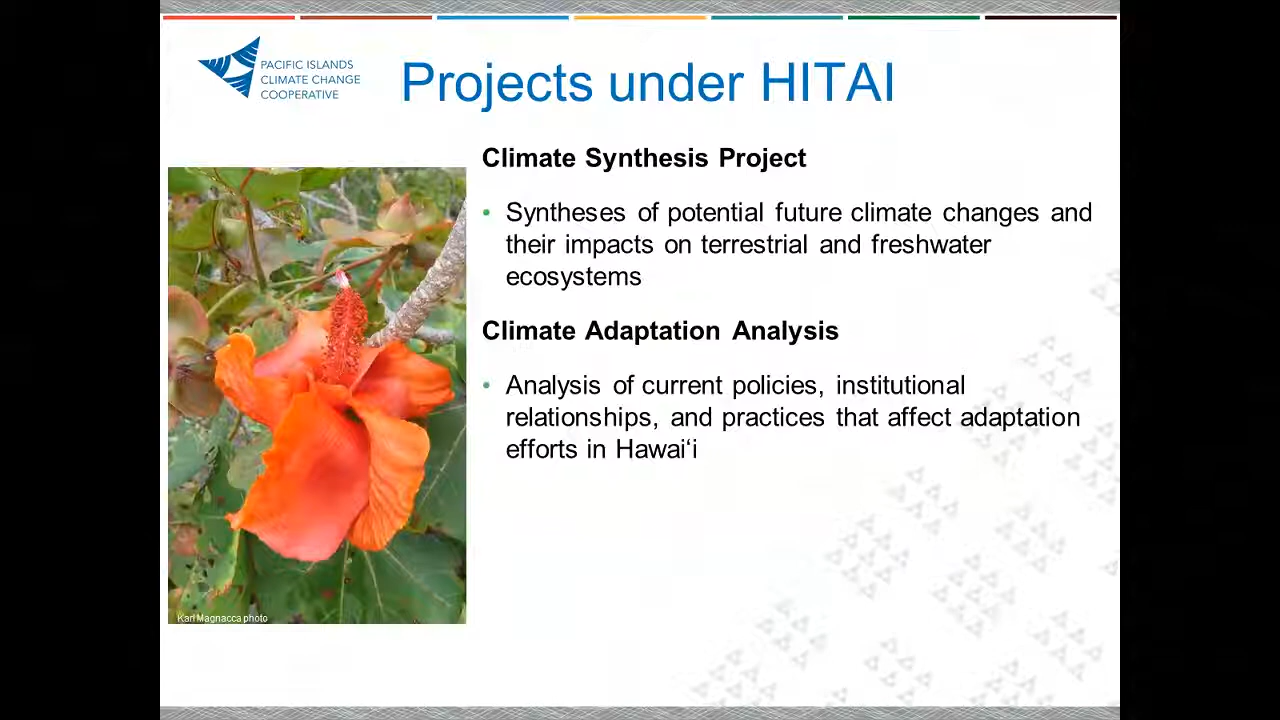 PACIFIC ISLANDS
CLIMATE CHANGE
COOPERATIVE
Projects under HITAI
Climate Synthesis Project
• Syntheses of potential future climate changes and
their impacts on terrestrial and freshwater
ecosystems
Climate Adaptation Analysis
• Analysis of current policies, institutional
relationships, and practices that affect adaptation
efforts in Hawai‘i
Karl Magnacca photo